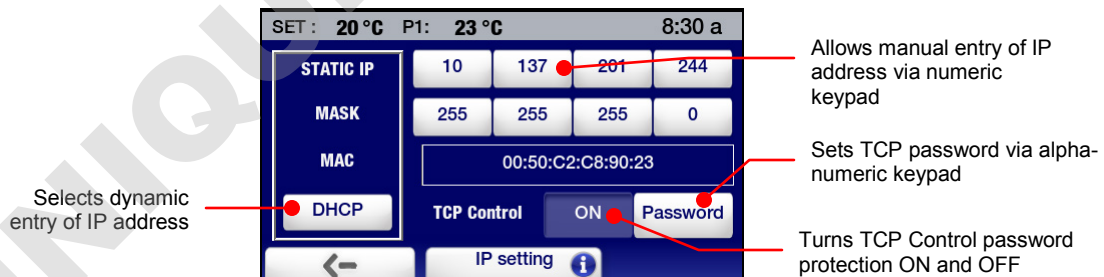 SET : 20 °C P1: 23 °C 8:30 a
STATIC IP 10 137 201 244
MASK 255 255 255 0
MAC 00:50:C2:C8:90:23
DHCP TCP Control ON Password
IP setting i
Allows manual entry of IP
address via numeric
keypad
Sets TCP password via alpha-
numeric keypad
Turns TCP Control password
protection ON and OFF
Selects dynamic
entry of IP address